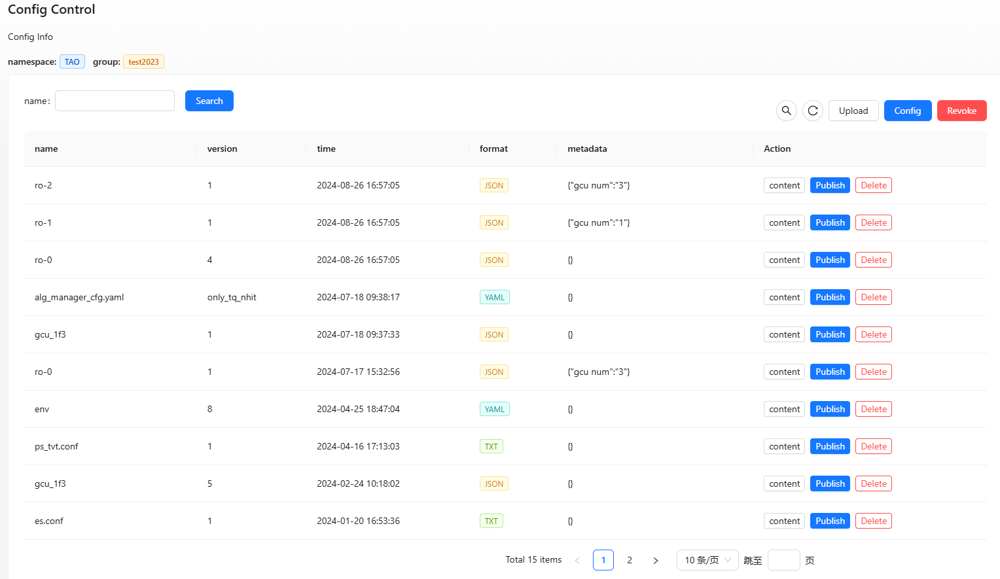 Config Control
Config Info
namespace: TAO group: test2023
name: Search
Upload Config Revoke
name version time format metadata Action
ro-2 1 2024-08-26 16:57:05 JSON {"gcu num":"3"} content Publish Delete
ro-1 1 2024-08-26 16:57:05 JSON {"gcu num":"1"} content Publish Delete
ro-0 4 2024-08-26 16:57:05 JSON {} content Publish Delete
alg_manager_cfg.yaml only_tq_nhit 2024-07-18 09:38:17 YAML {} content Publish Delete
gcu_1f3 1 2024-07-18 09:37:33 JSON {} content Publish Delete
ro-0 1 2024-07-17 15:32:56 JSON {"gcu num":"3"} content Publish Delete
env 8 2024-04-25 18:47:04 YAML {} content Publish Delete
ps_tvt.conf 1 2024-04-16 17:13:03 TXT {} content Publish Delete
gcu_1f3 5 2024-02-24 10:18:02 JSON {} content Publish Delete
es.conf 1 2024-01-20 16:53:36 TXT {} content Publish Delete
Total 15 items < 1 2 > 10 条/页 跳至 页